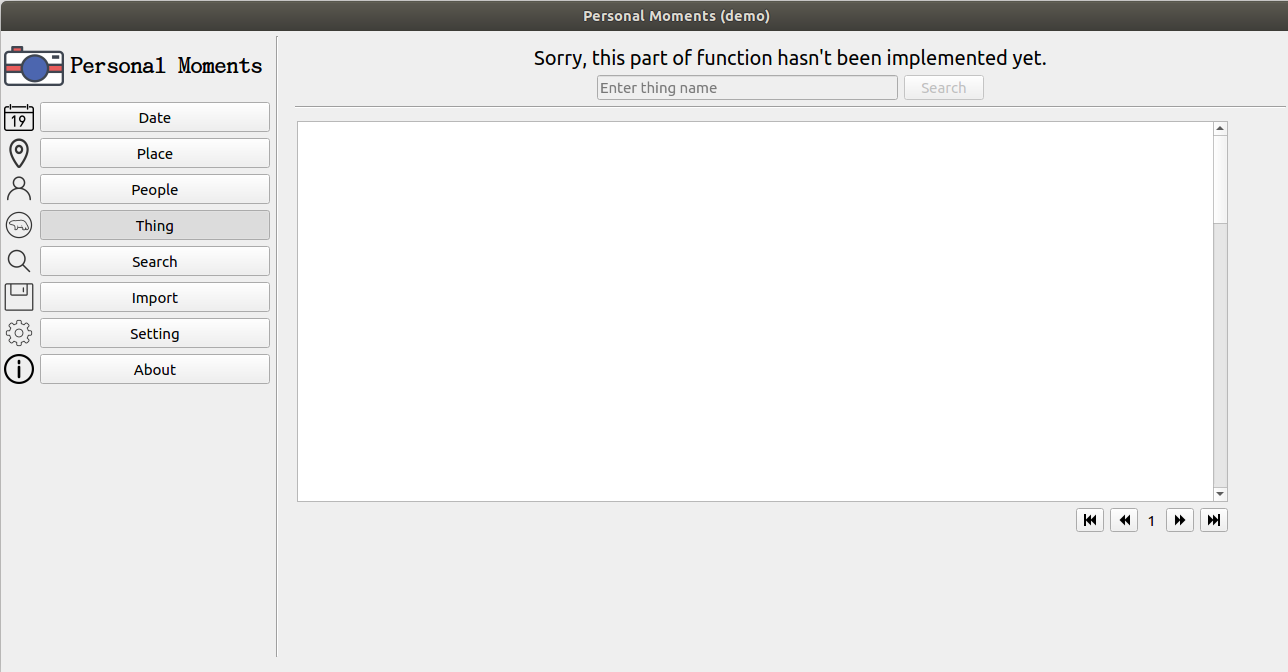 Personal Moments (demo)
Personal Moments
19
Date
Place
People
Thing
Search
Import
Setting
About
Sorry, this part of function hasn't been implemented yet.
Enter thing name
Search
1